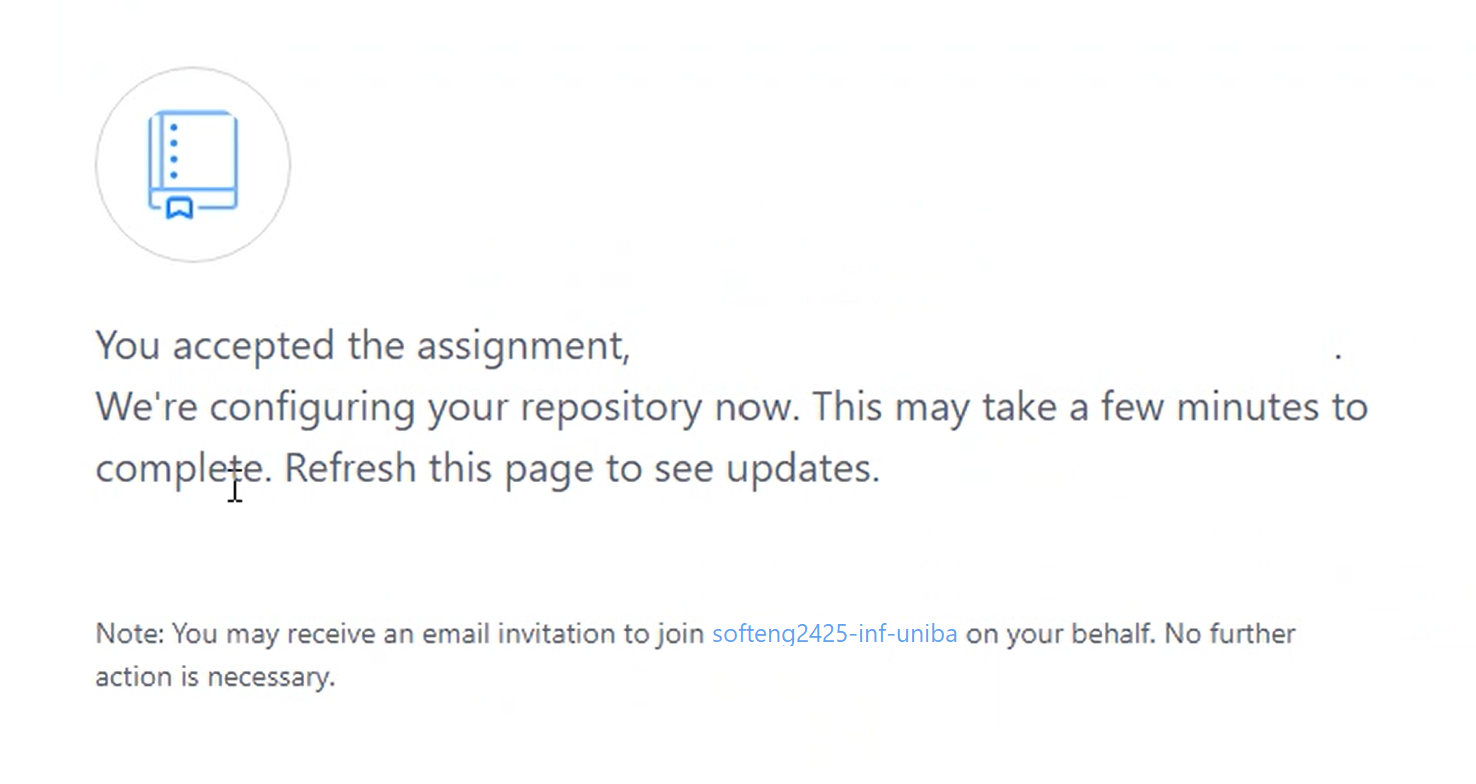 You accepted the assignment, .
We're configuring your repository now. This may take a few minutes to
complete. Refresh this page to see updates.
Note: You may receive an email invitation to join softeng2425-inf-uniba on your behalf. No further
action is necessary.